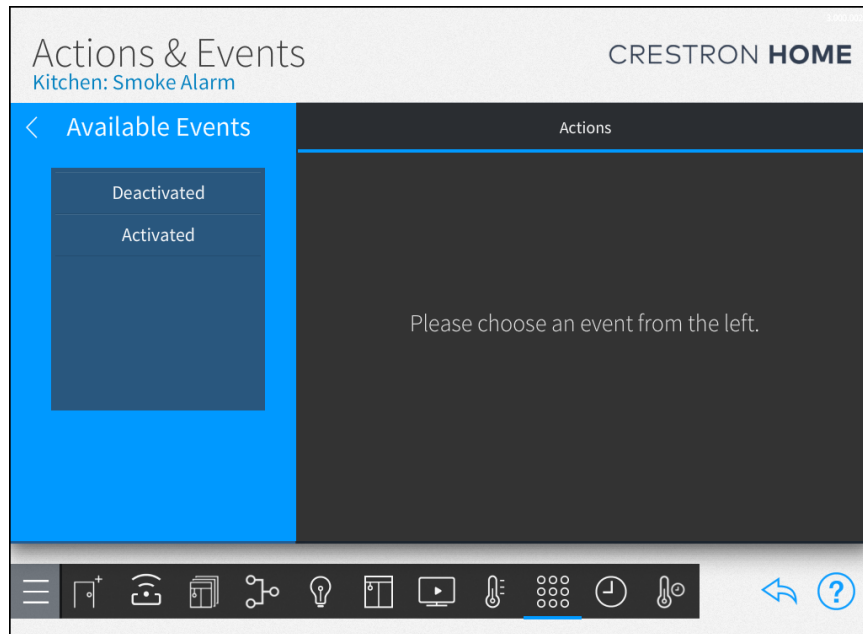 Actions & Events
Kitchen: Smoke Alarm
CRESTRON HOME
Available Events
Actions
Deactivated
Activated
Please choose an event from the left.
?